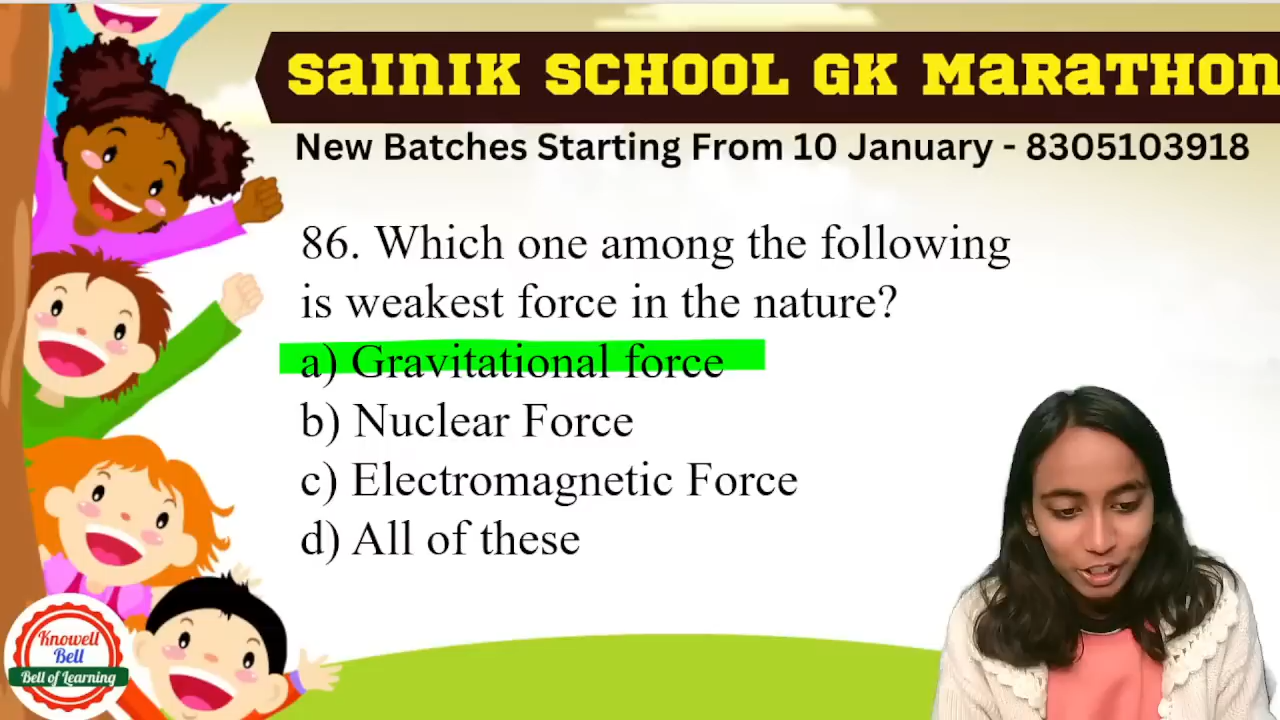 SAINIK SCHOOL GK MARATHON
New Batches Starting From 10 January - 8305103918
86. Which one among the following
is weakest force in the nature?
a) Gravitational force
b) Nuclear Force
c) Electromagnetic Force
d) All of these
Knowell
Bell
Bell of Learning